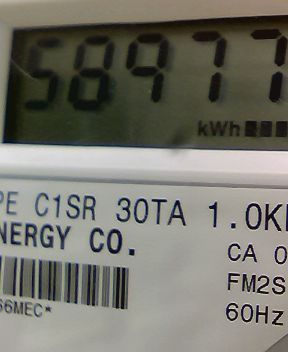 58977
kWh
PE C1SR 30TA 1.0K
NERGY CO.
CA 0
FM2S
66MEC*
60Hz